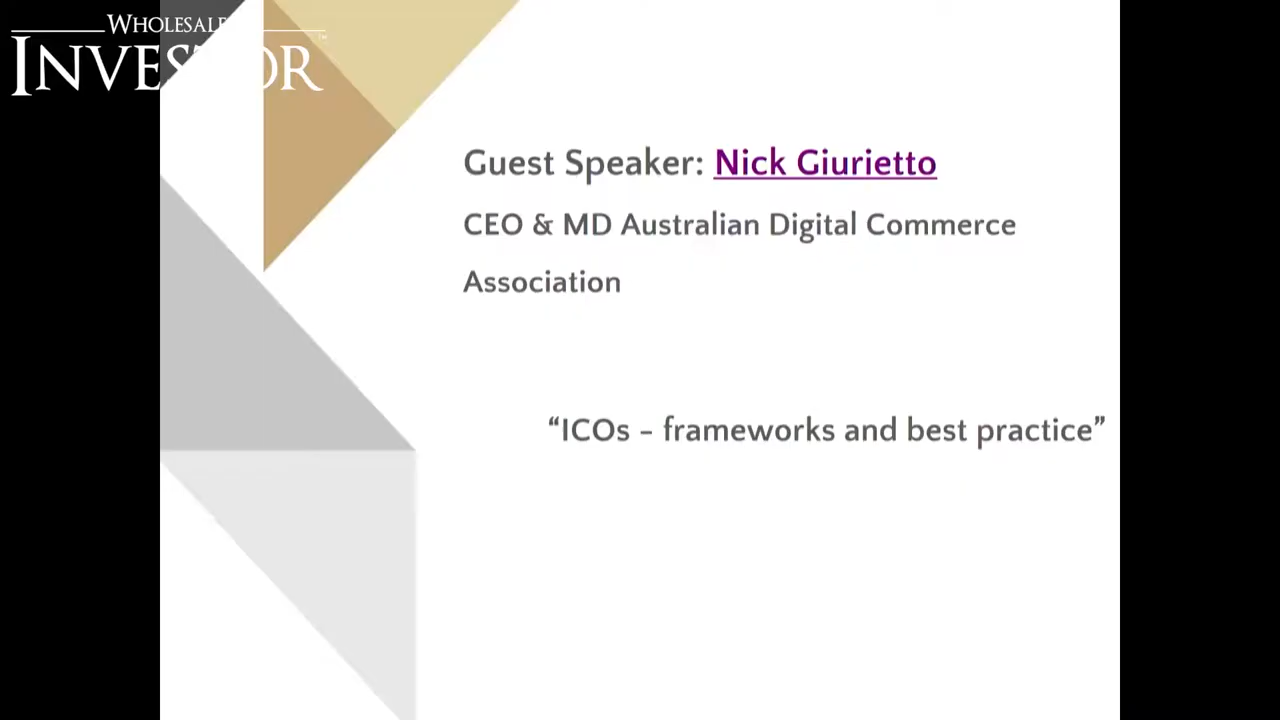 WHOLESALE
INVESTOR
Guest Speaker: Nick Giurietto
CEO & MD Australian Digital Commerce
Association
“ICOs – frameworks and best practice”